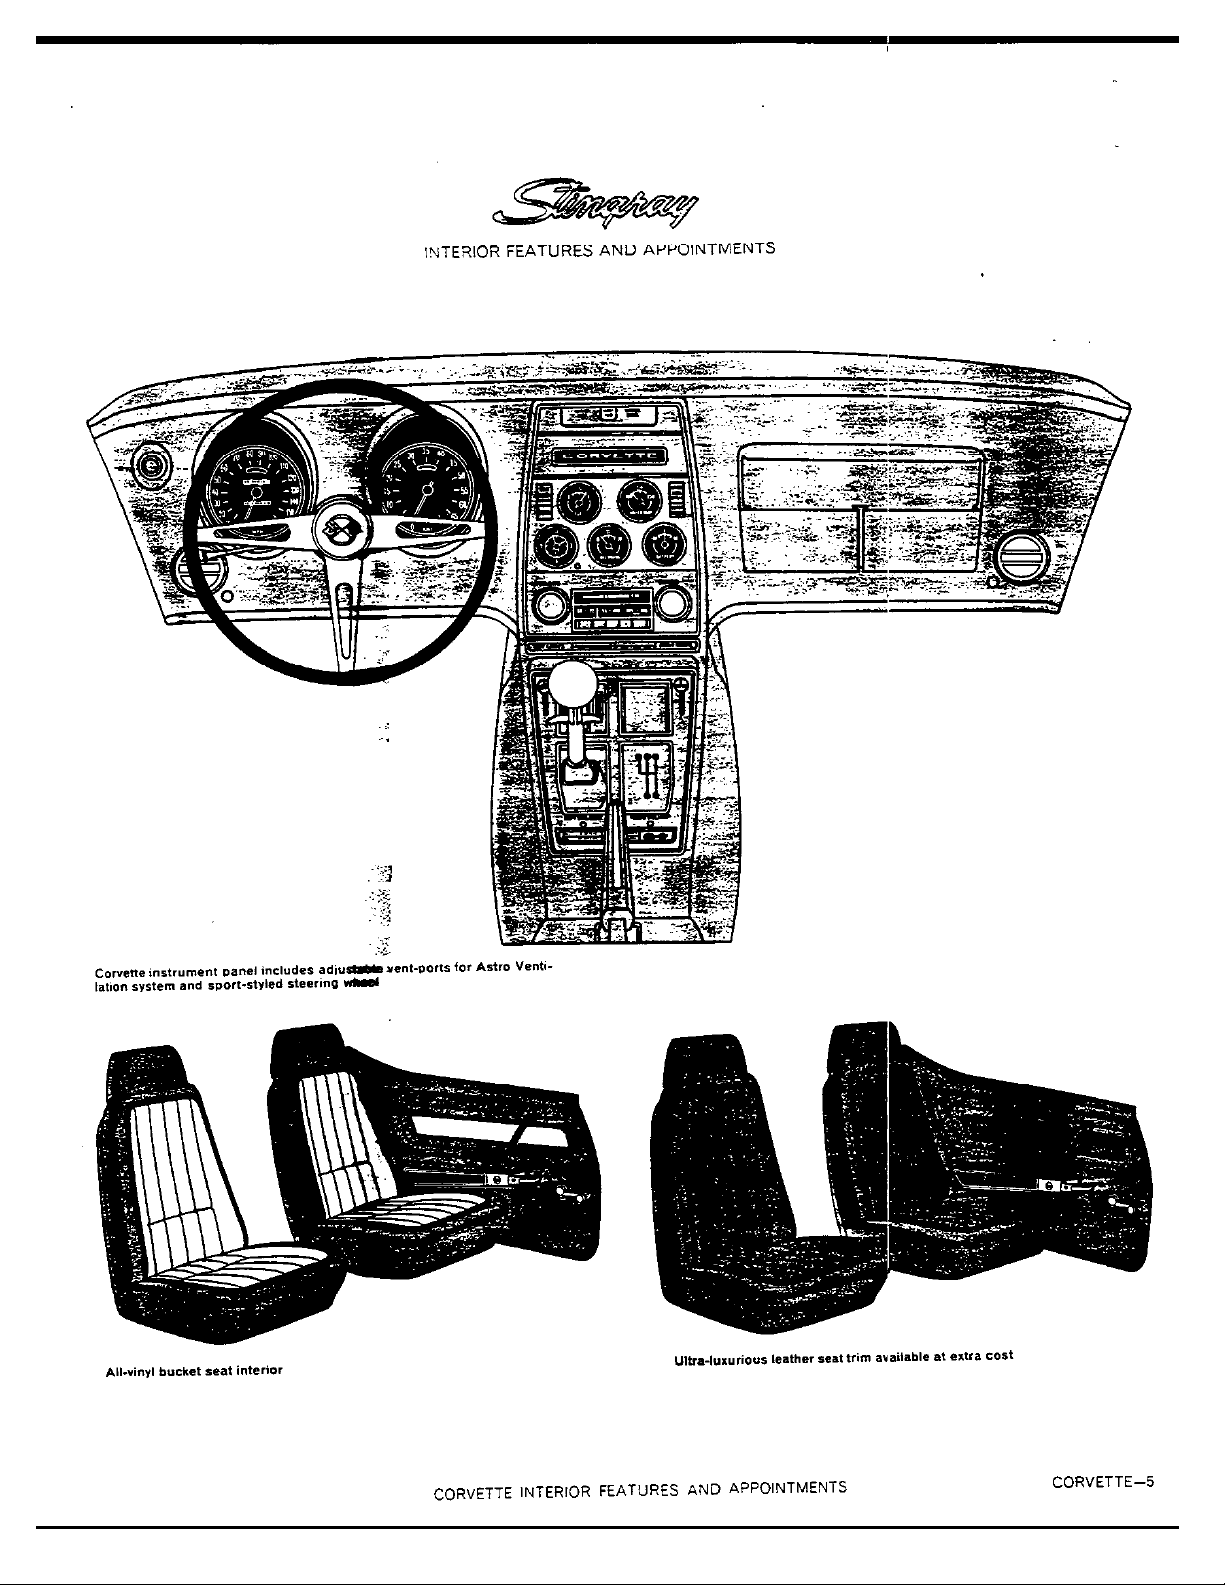 Stingray
INTERIOR FEATURES AND APPOINTMENTS
CORVETTE
Corvette instrument panel includes adjustable vent-ports for Astro Venti-
lation system and sport-styled steering wheel
All-vinyl bucket seat interior
Ultra-luxurious leather seat trim available at extra cost
CORVETTE INTERIOR FEATURES AND APPOINTMENTS
CORVETTE—5